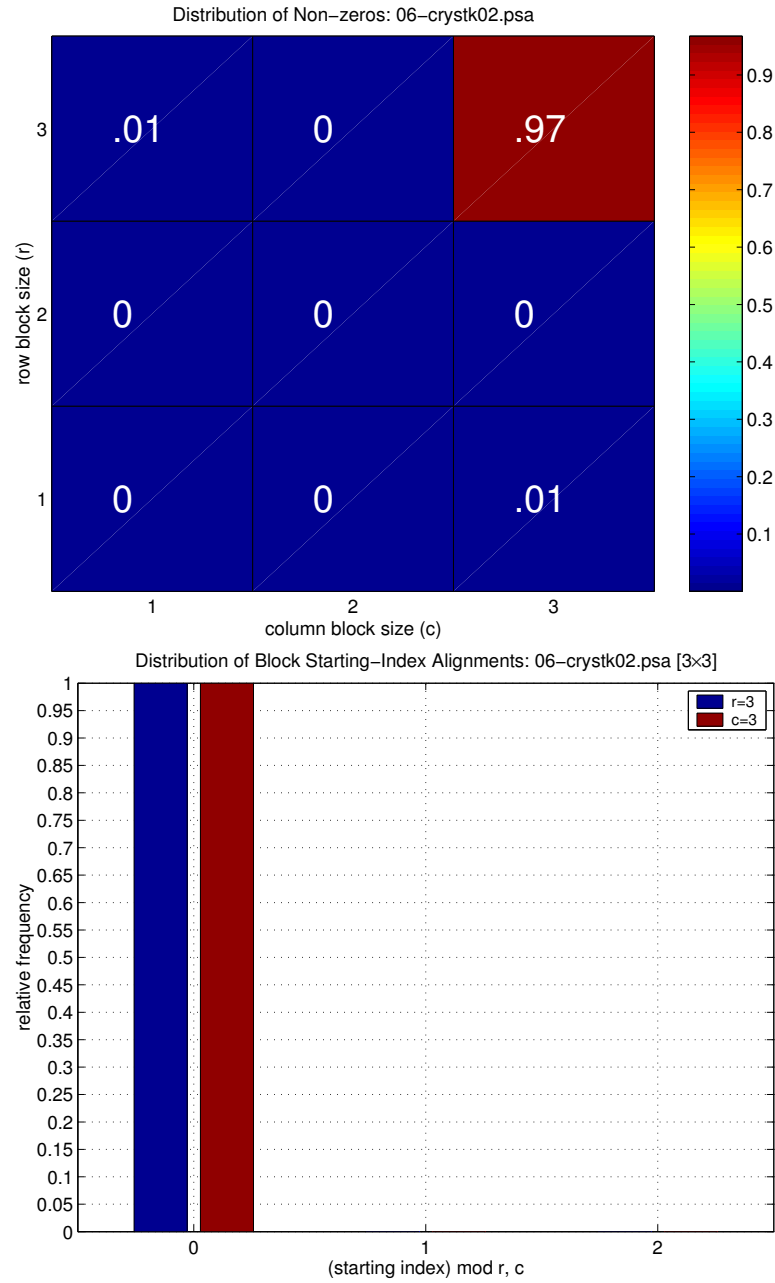 Distribution of Non−zeros: 06−crystk02.psa
3 .01 0 .97
2 0 0 0
1 0 0 .01
1 2 3
column block size (c)
row block size (r)
0.9
0.8
0.7
0.6
0.5
0.4
0.3
0.2
0.1
Distribution of Block Starting−Index Alignments: 06−crystk02.psa [3×3]
1
0.95
0.9
0.85
0.8
0.75
0.7
0.65
0.6
0.55
0.5
0.45
0.4
0.35
0.3
0.25
0.2
0.15
0.1
0.05
0
relative frequency
r=3
c=3
0 1 2
(starting index) mod r, c